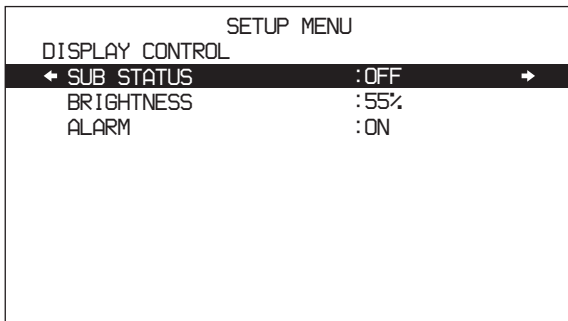 SETUP MENU
DISPLAY CONTROL
← SUB STATUS :OFF →
BRIGHTNESS :55%
ALARM :ON